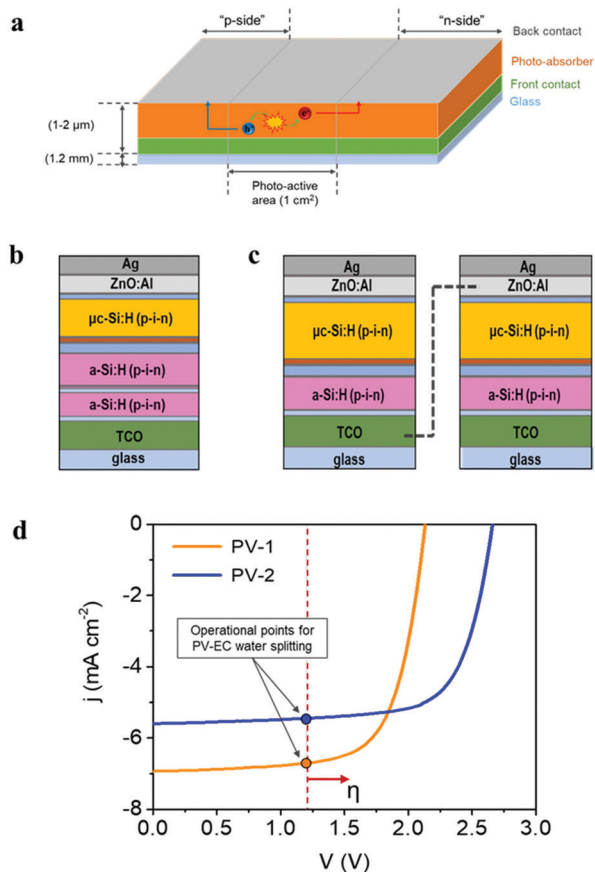 a
"p-side"
"n-side"
Back contact
Photo-absorber
Front contact
Glass
(1-2 µm)
(1.2 mm)
h⁺
e⁻
Photo-active
area (1 cm²)
b
Ag
ZnO:Al
µc-Si:H (p-i-n)
a-Si:H (p-i-n)
a-Si:H (p-i-n)
TCO
glass
c
Ag
ZnO:Al
µc-Si:H (p-i-n)
a-Si:H (p-i-n)
TCO
glass
Ag
ZnO:Al
µc-Si:H (p-i-n)
a-Si:H (p-i-n)
TCO
glass
d
PV-1
PV-2
Operational points for
PV-EC water splitting
η
j (mA cm⁻²)
0
-2
-4
-6
-8
0.0 0.5 1.0 1.5 2.0 2.5 3.0
V (V)